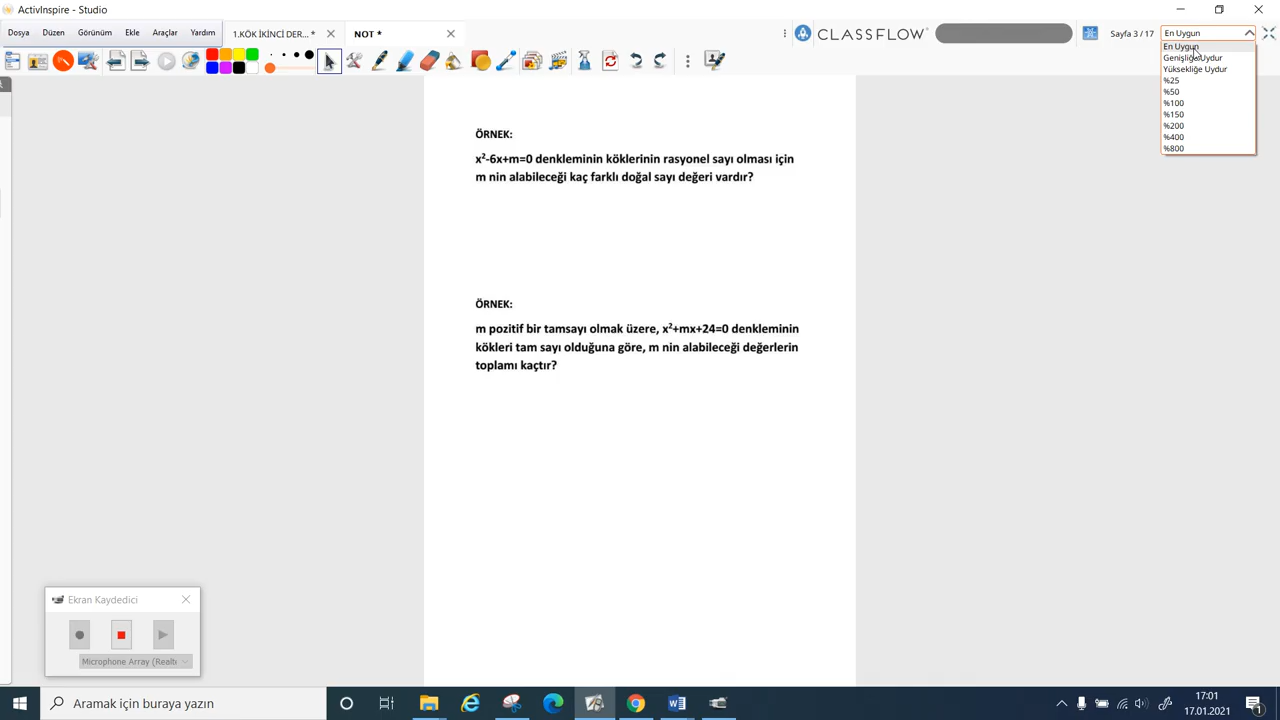 ActivInspire - Studio
Dosya Düzen Görünüm Ekle Araçlar Yardım
1.KÖK İKİNCİ DER... NOT *
CLASSFLOW
Sayfa 3 / 17
En Uygun
En Uygun
Genişliğe Uydur
Yüksekliğe Uydur
%25
%50
%100
%150
%200
%400
%800
ÖRNEK:
x²-6x+m=0 denkleminin köklerinin rasyonel sayı olması için
m nin alabileceği kaç farklı doğal sayı değeri vardır?
ÖRNEK:
m pozitif bir tamsayı olmak üzere, x²+mx+24=0 denkleminin
kökleri tam sayı olduğuna göre, m nin alabileceği değerlerin
toplamı kaçtır?
Ekran Kaydedici
Microphone Array (Realte
Aramak için buraya yazın
17:01
17.01.2021
1